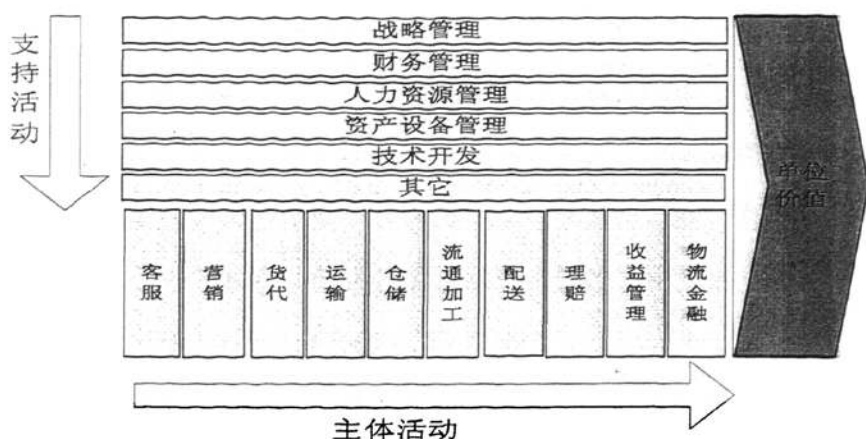 支持活动
战略管理
财务管理
人力资源管理
资产设备管理
技术开发
其它
单位
价值
客服
营销
货代
运输
仓储
流通加工
配送
理赔
收益管理
物流金融
主体活动